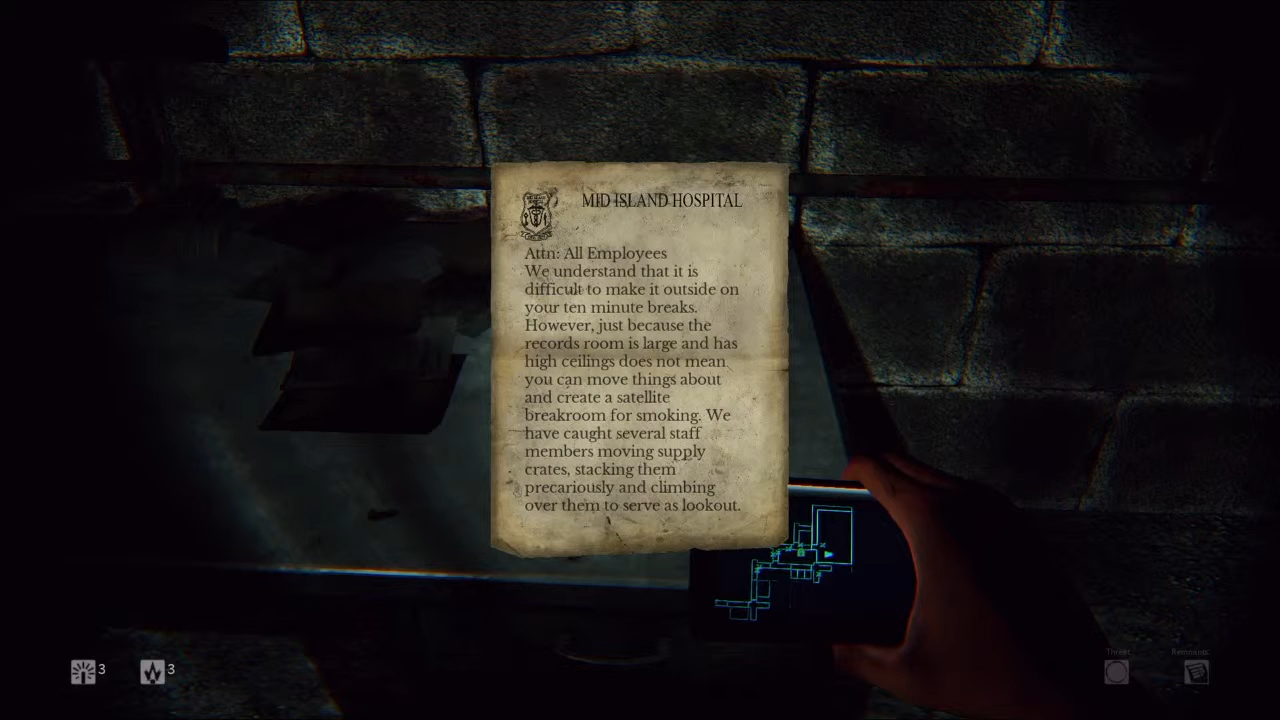 MID ISLAND HOSPITAL
Attn: All Employees
We understand that it is
difficult to make it outside on
your ten minute breaks.
However, just because the
records room is large and has
high ceilings does not mean
you can move things about
and create a satellite
breakroom for smoking. We
have caught several staff
members moving supply
crates, stacking them
precariously and climbing
over them to serve as lookout.
3
3
Threat
Remnants